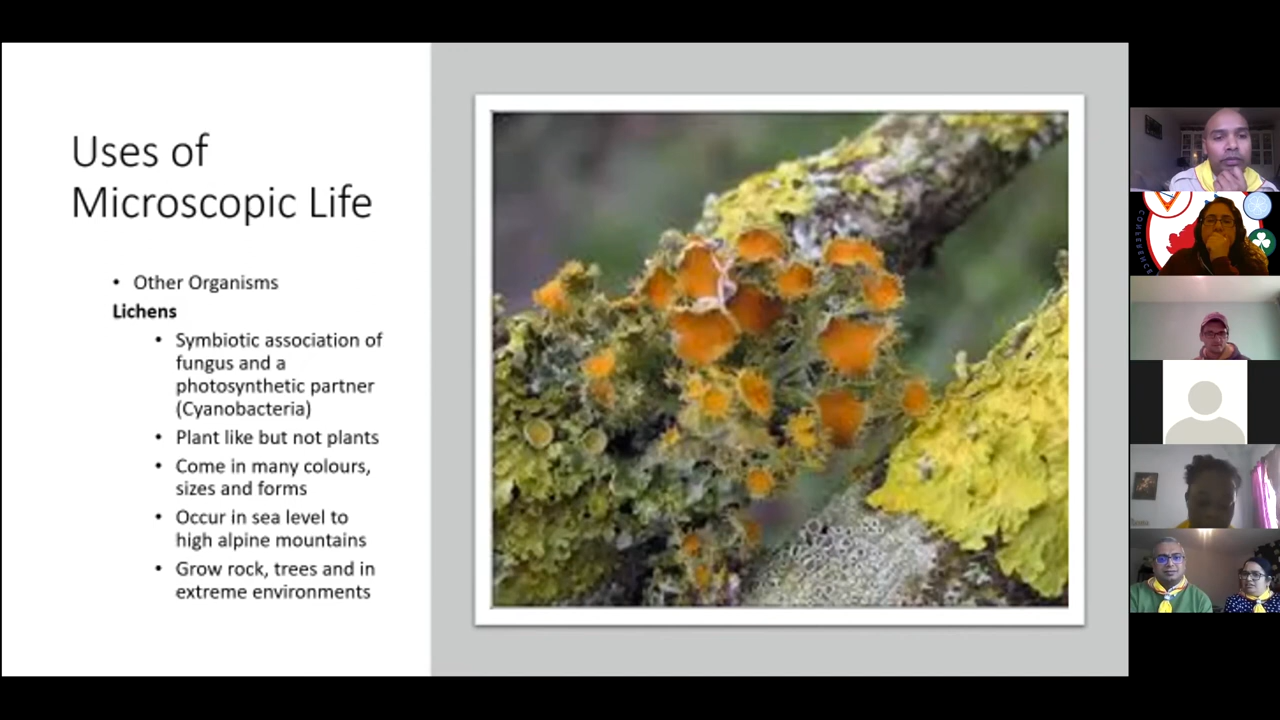 Uses of
Microscopic Life
• Other Organisms
Lichens
• Symbiotic association of
fungus and a
photosynthetic partner
(Cyanobacteria)
• Plant like but not plants
• Come in many colours,
sizes and forms
• Occur in sea level to
high alpine mountains
• Grow rock, trees and in
extreme environments
CONFERENCE